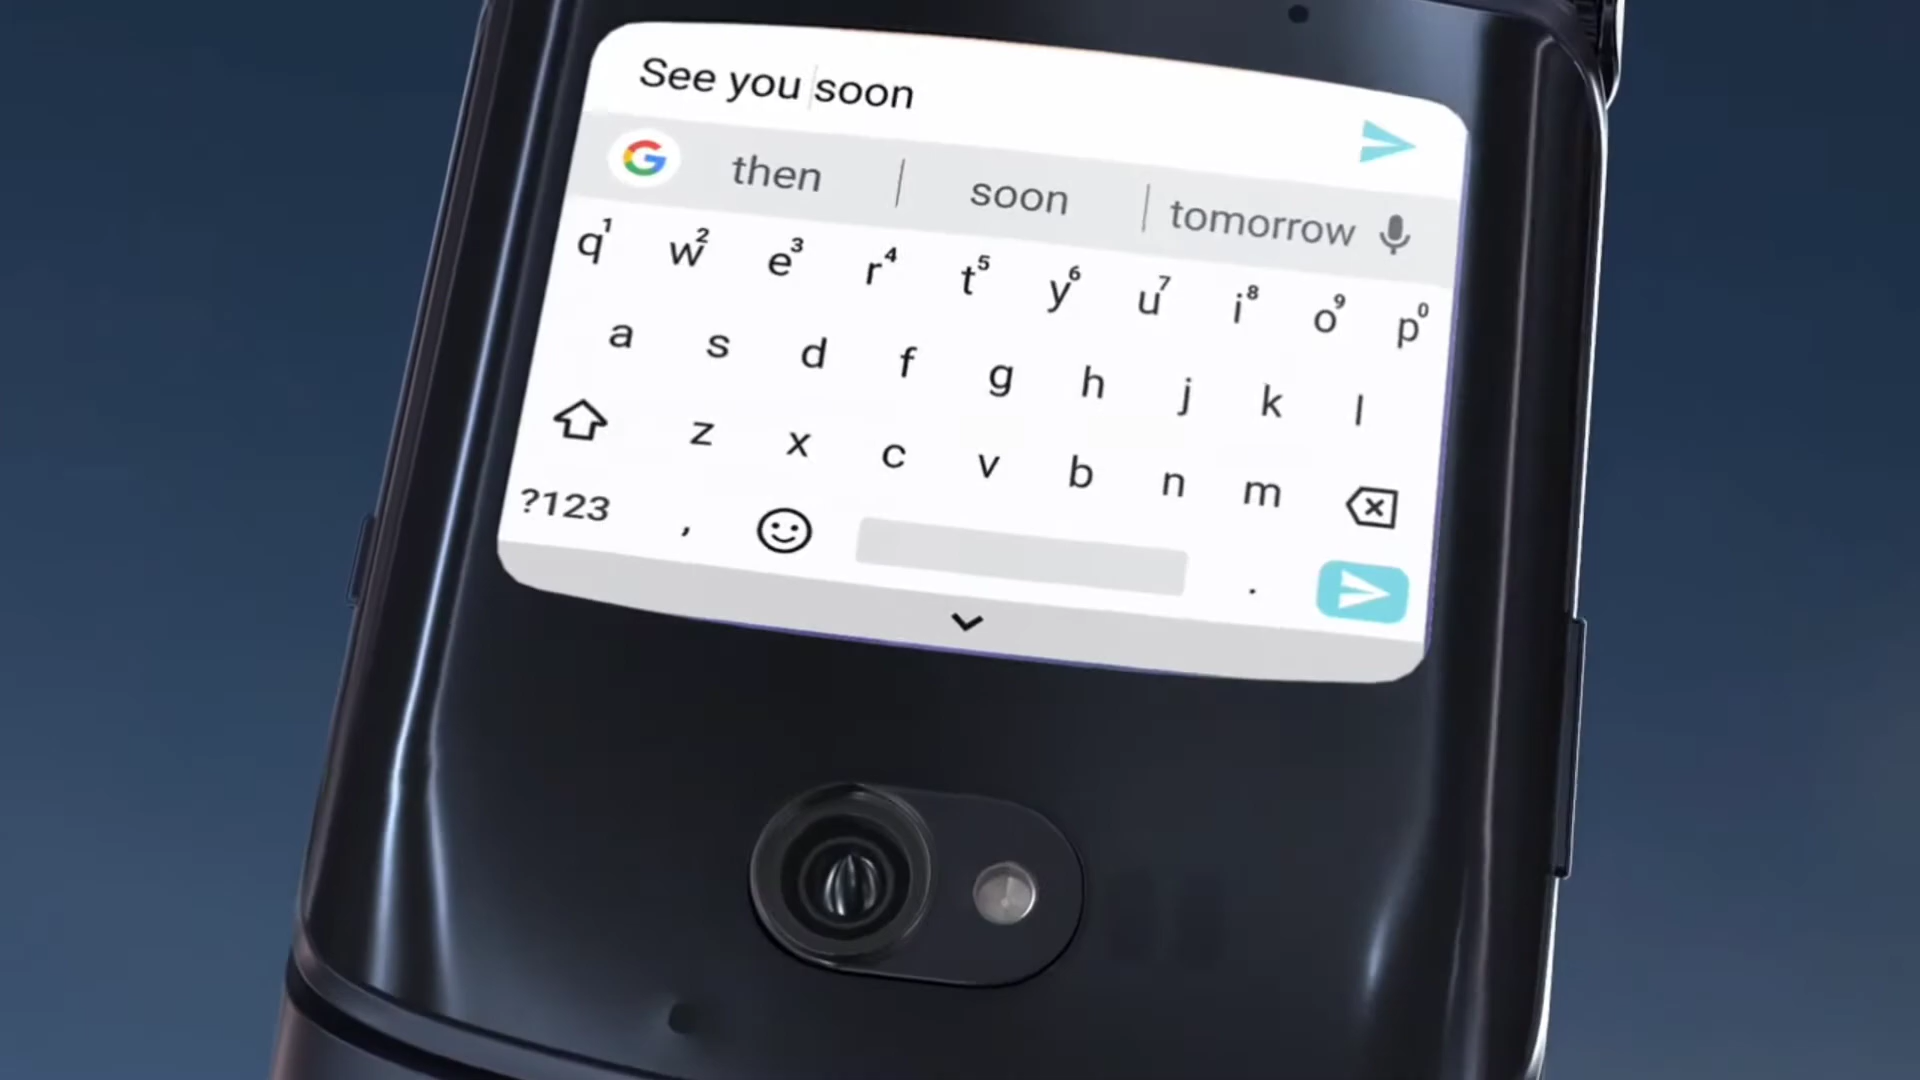 See you soon
G then soon tomorrow
q1 w2 e3 r4 t5 y6 u7 i8 o9 p0
a s d f g h j k l
z x c v b n m
?123 , .